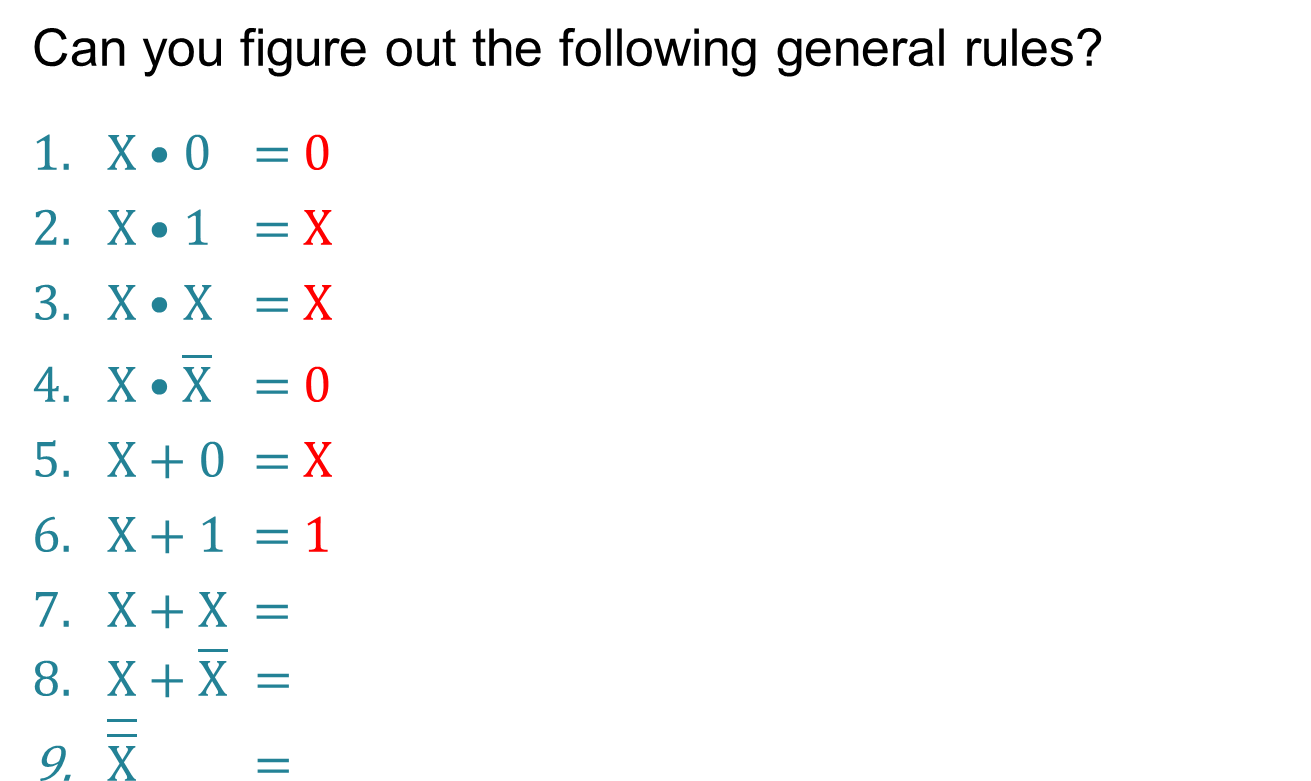 Can you figure out the following general rules?
1. X • 0 = 0
2. X • 1 = X
3. X • X = X
4. X • X̅ = 0
5. X + 0 = X
6. X + 1 = 1
7. X + X =
8. X + X̅ =
9. X̿ =